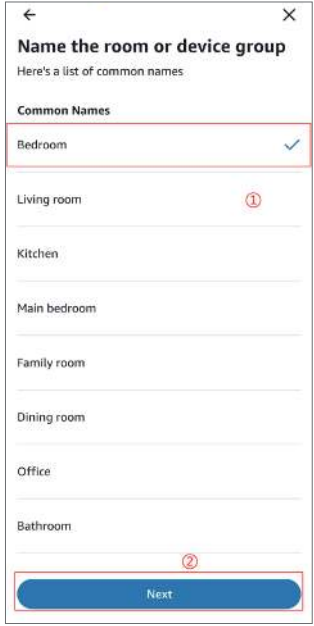 Name the room or device group
Here's a list of common names
Common Names
Bedroom
Living room
①
Kitchen
Main bedroom
Family room
Dining room
Office
Bathroom
②
Next